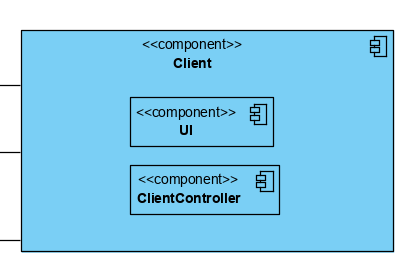 <<component>>
Client
<<component>>
UI
<<component>>
ClientController